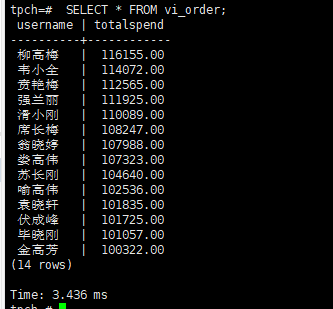 tpch=#  SELECT * FROM vi_order;
 username | totalspend
----------+------------
 柳高梅   |  116155.00
 韦小全   |  114072.00
 贲艳梅   |  112565.00
 强兰丽   |  111925.00
 滑小刚   |  110089.00
 席长梅   |  108247.00
 翁晓婷   |  107988.00
 娄高伟   |  107323.00
 苏长刚   |  104640.00
 喻高伟   |  102536.00
 袁晓轩   |  101835.00
 伏成峰   |  101725.00
 毕晓刚   |  101057.00
 金高芳   |  100322.00
(14 rows)
Time: 3.436 ms
tpch=#